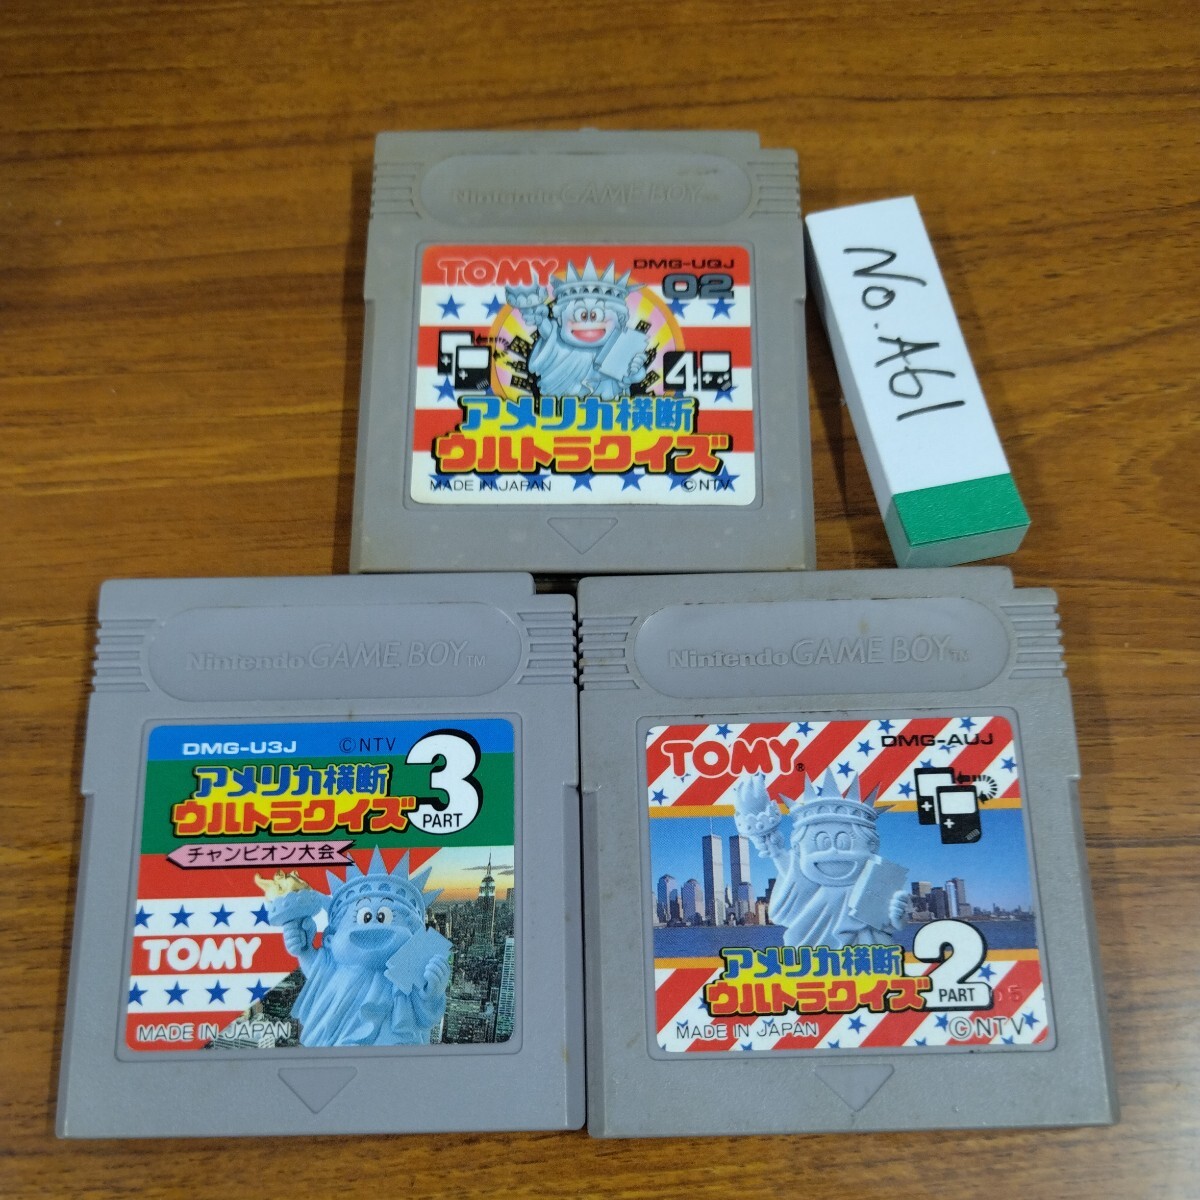 Nintendo GAME BOY™
TOMY
DMG-UQJ
02
4
アメリカ横断
ウルトラクイズ
MADE IN JAPAN
©NTV
No.A61
Nintendo GAME BOY™
DMG-U3J
©NTV
アメリカ横断
ウルトラクイズ
3
PART
チャンピオン大会
TOMY
MADE IN JAPAN
Nintendo GAME BOY™
TOMY®
DMG-AUJ
アメリカ横断
ウルトラクイズ
2
PART
MADE IN JAPAN
©NTV